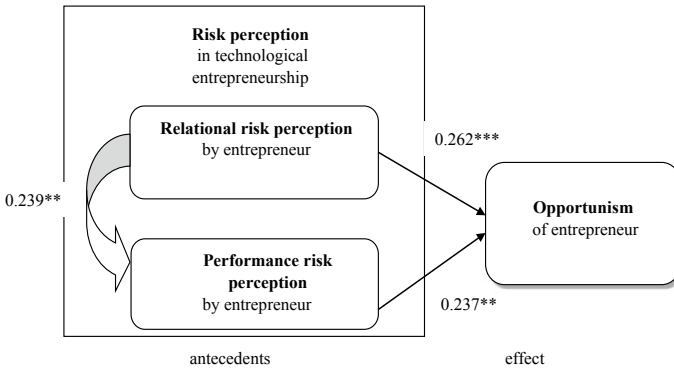 Risk perception
in technological
entrepreneurship
Relational risk perception
by entrepreneur
0.262***
0.239**
Opportunism
of entrepreneur
Performance risk
perception
by entrepreneur
0.237**
antecedents
effect